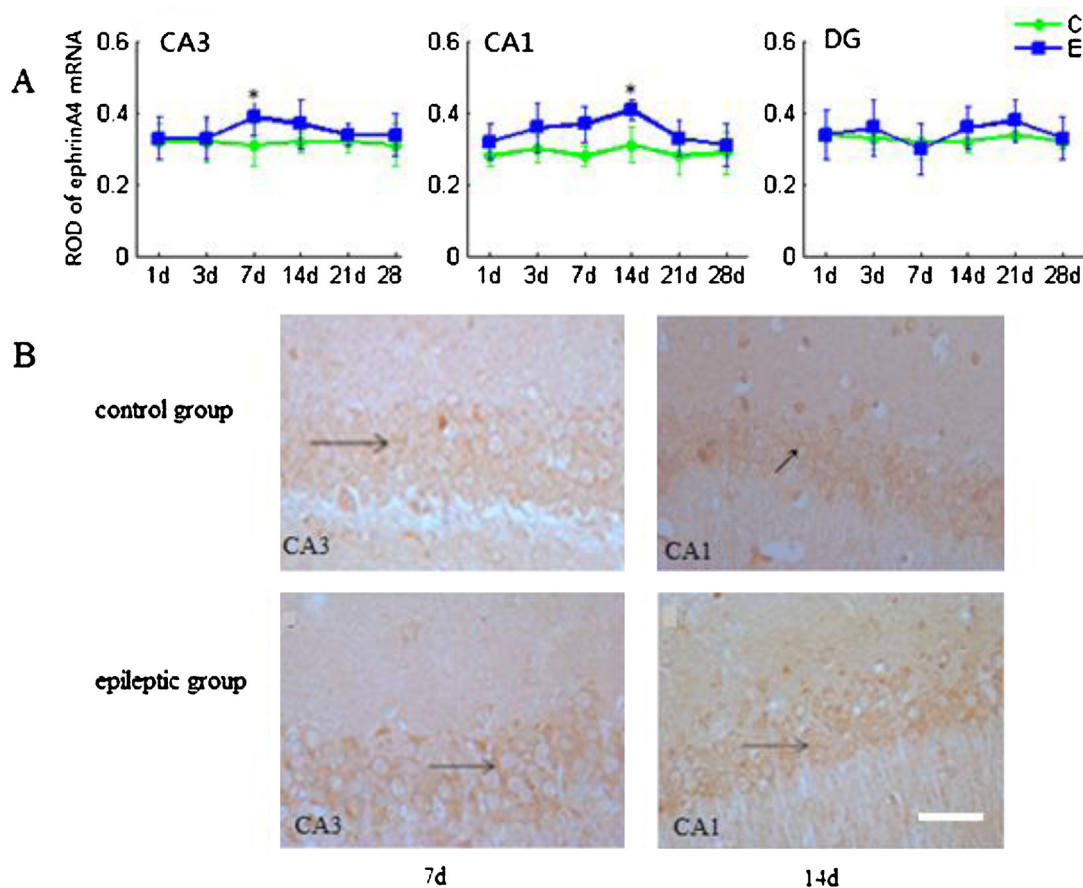 A
ROD of ephrinA4 mRNA
CA3
0.6
0.4
0.2
0
1d 3d 7d 14d 21d 28
*
CA1
0.6
0.4
0.2
0
1d 3d 7d 14d 21d 28d
*
DG
0.6
0.4
0.2
0
1d 3d 7d 14d 21d 28d
C
E
B
control group
CA3
CA1
epileptic group
CA3
CA1
7d
14d